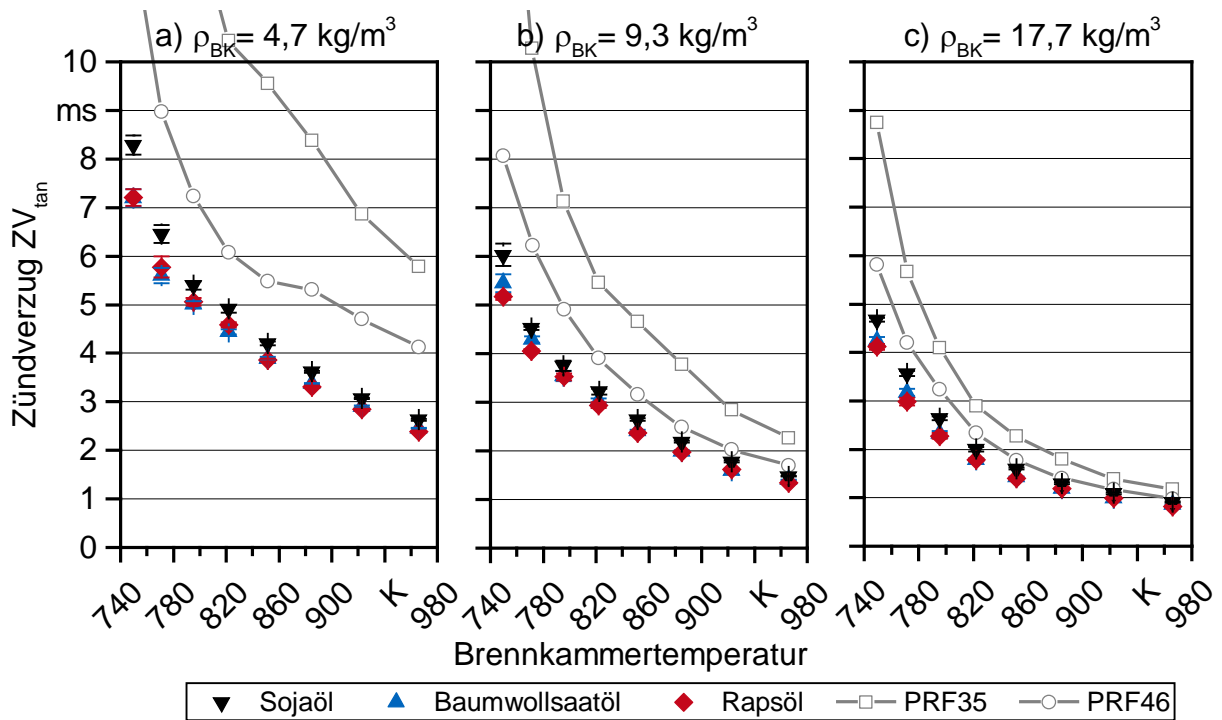 a) ρBK= 4,7 kg/m³ b) ρBK= 9,3 kg/m³ c) ρBK= 17,7 kg/m³
Zündverzug ZVtan
10
ms
8
7
6
5
4
3
2
1
0
740 780 820 860 900 K 980 740 780 820 860 900 K 980 740 780 820 860 900 K 980
Brennkammertemperatur
Sojaöl Baumwollsaatöl Rapsöl PRF35 PRF46